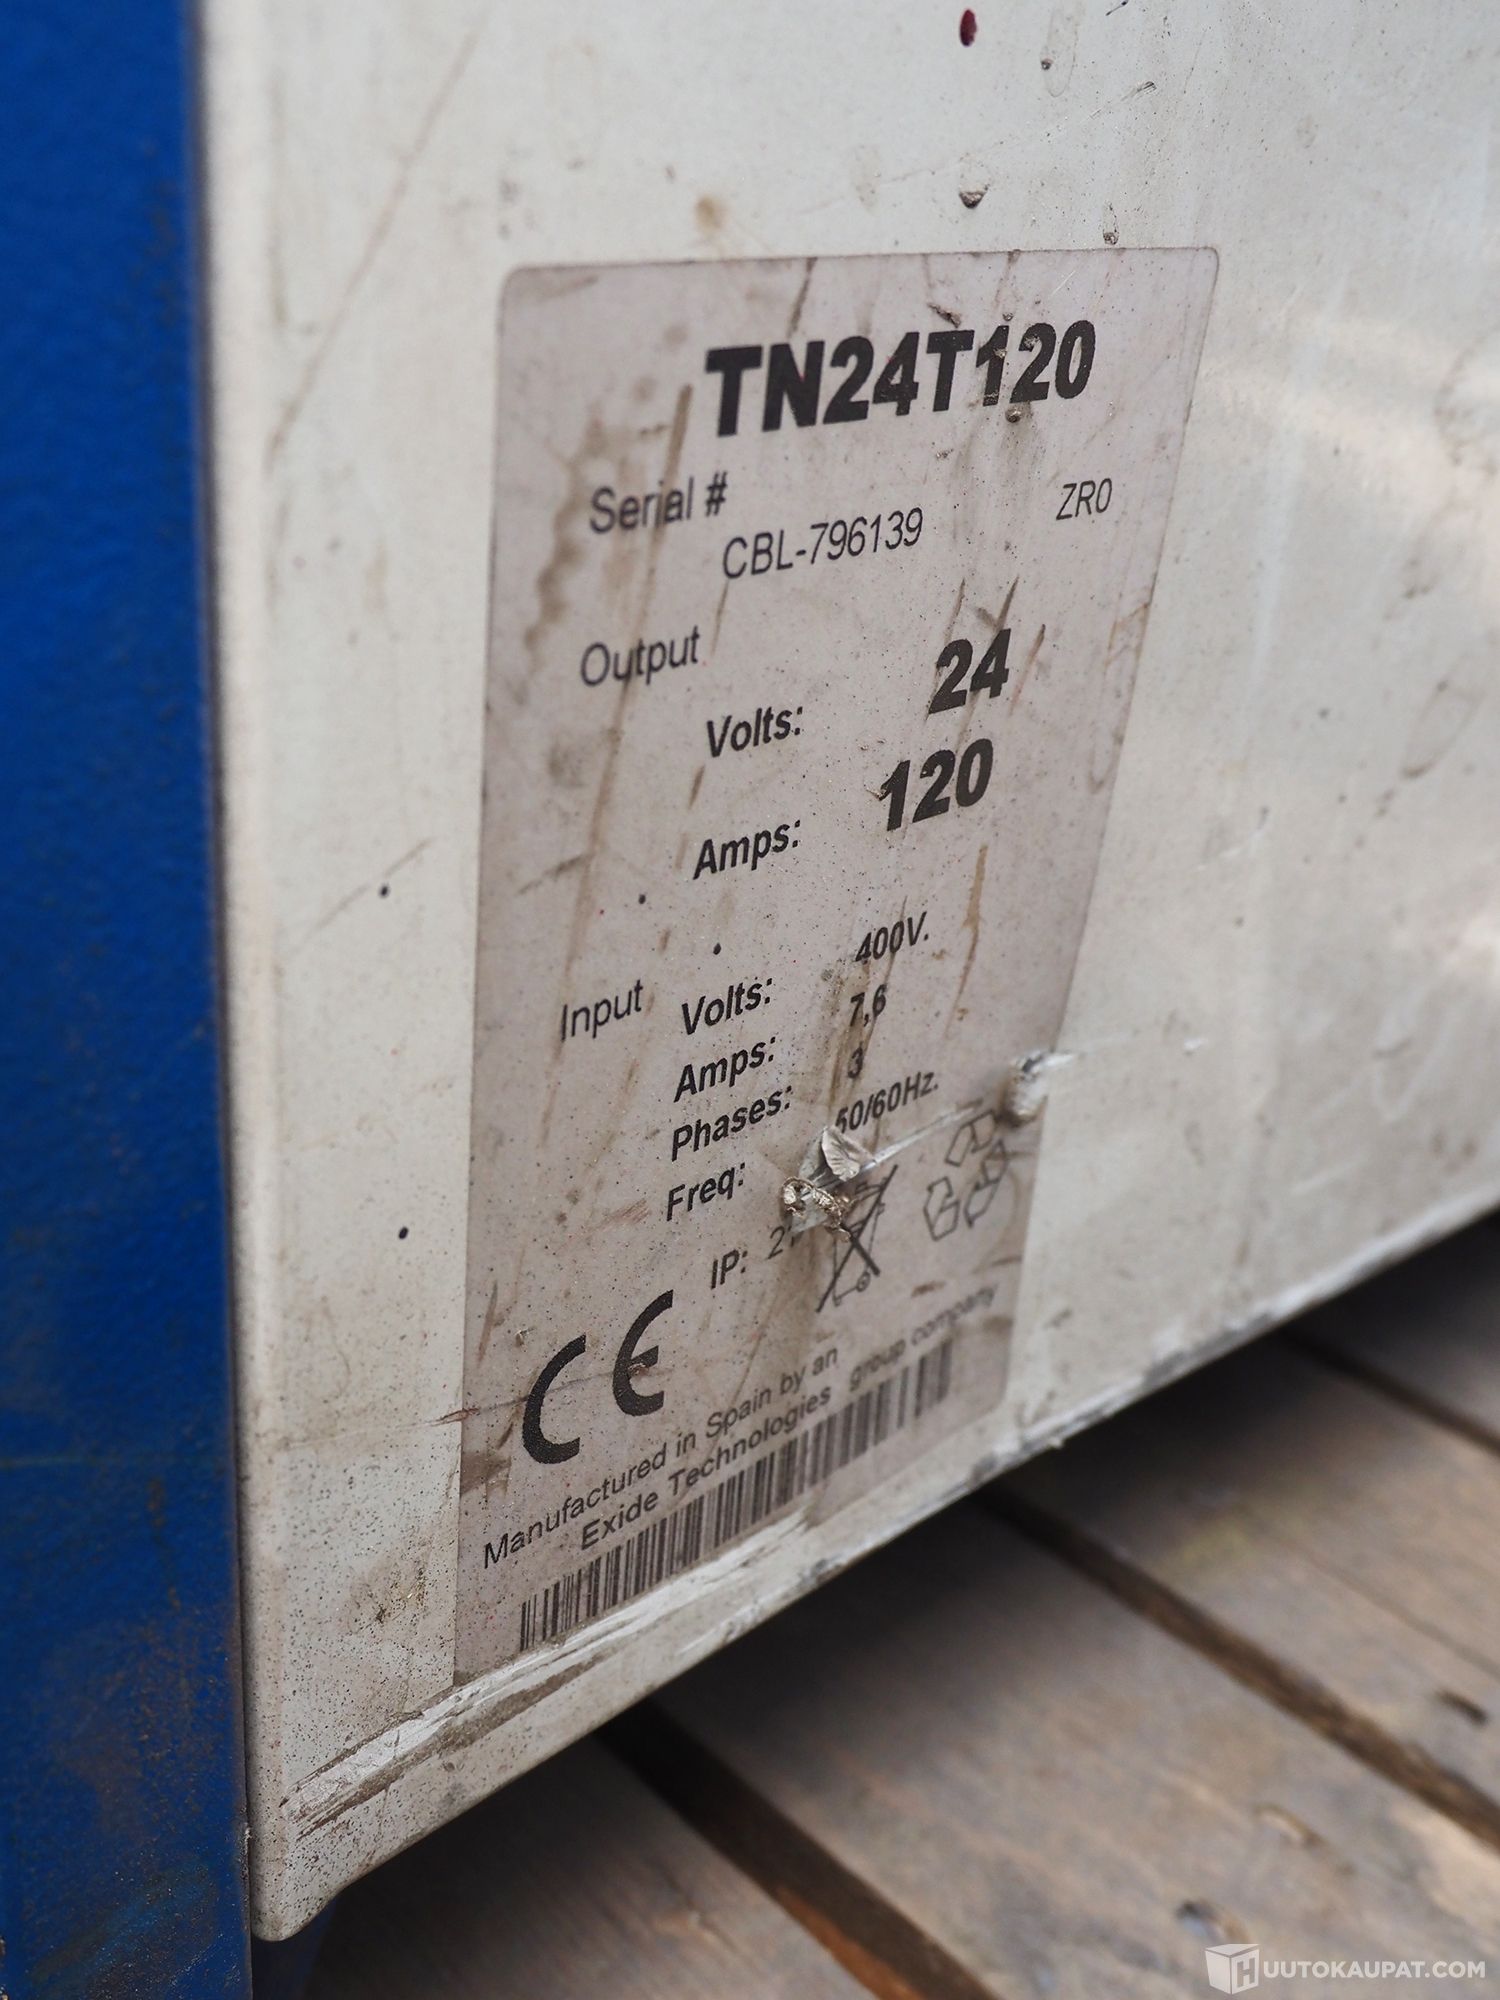 TN24T120
Serial #
CBL-796139 ZR0
Output
Volts: 24
Amps: 120
Input Volts: 400V.
Amps: 7,6
Phases: 3
Freq: 50/60Hz.
IP:
CE
Manufactured in Spain by an
Exide Technologies group company
HUUTOKAUPAT.COM